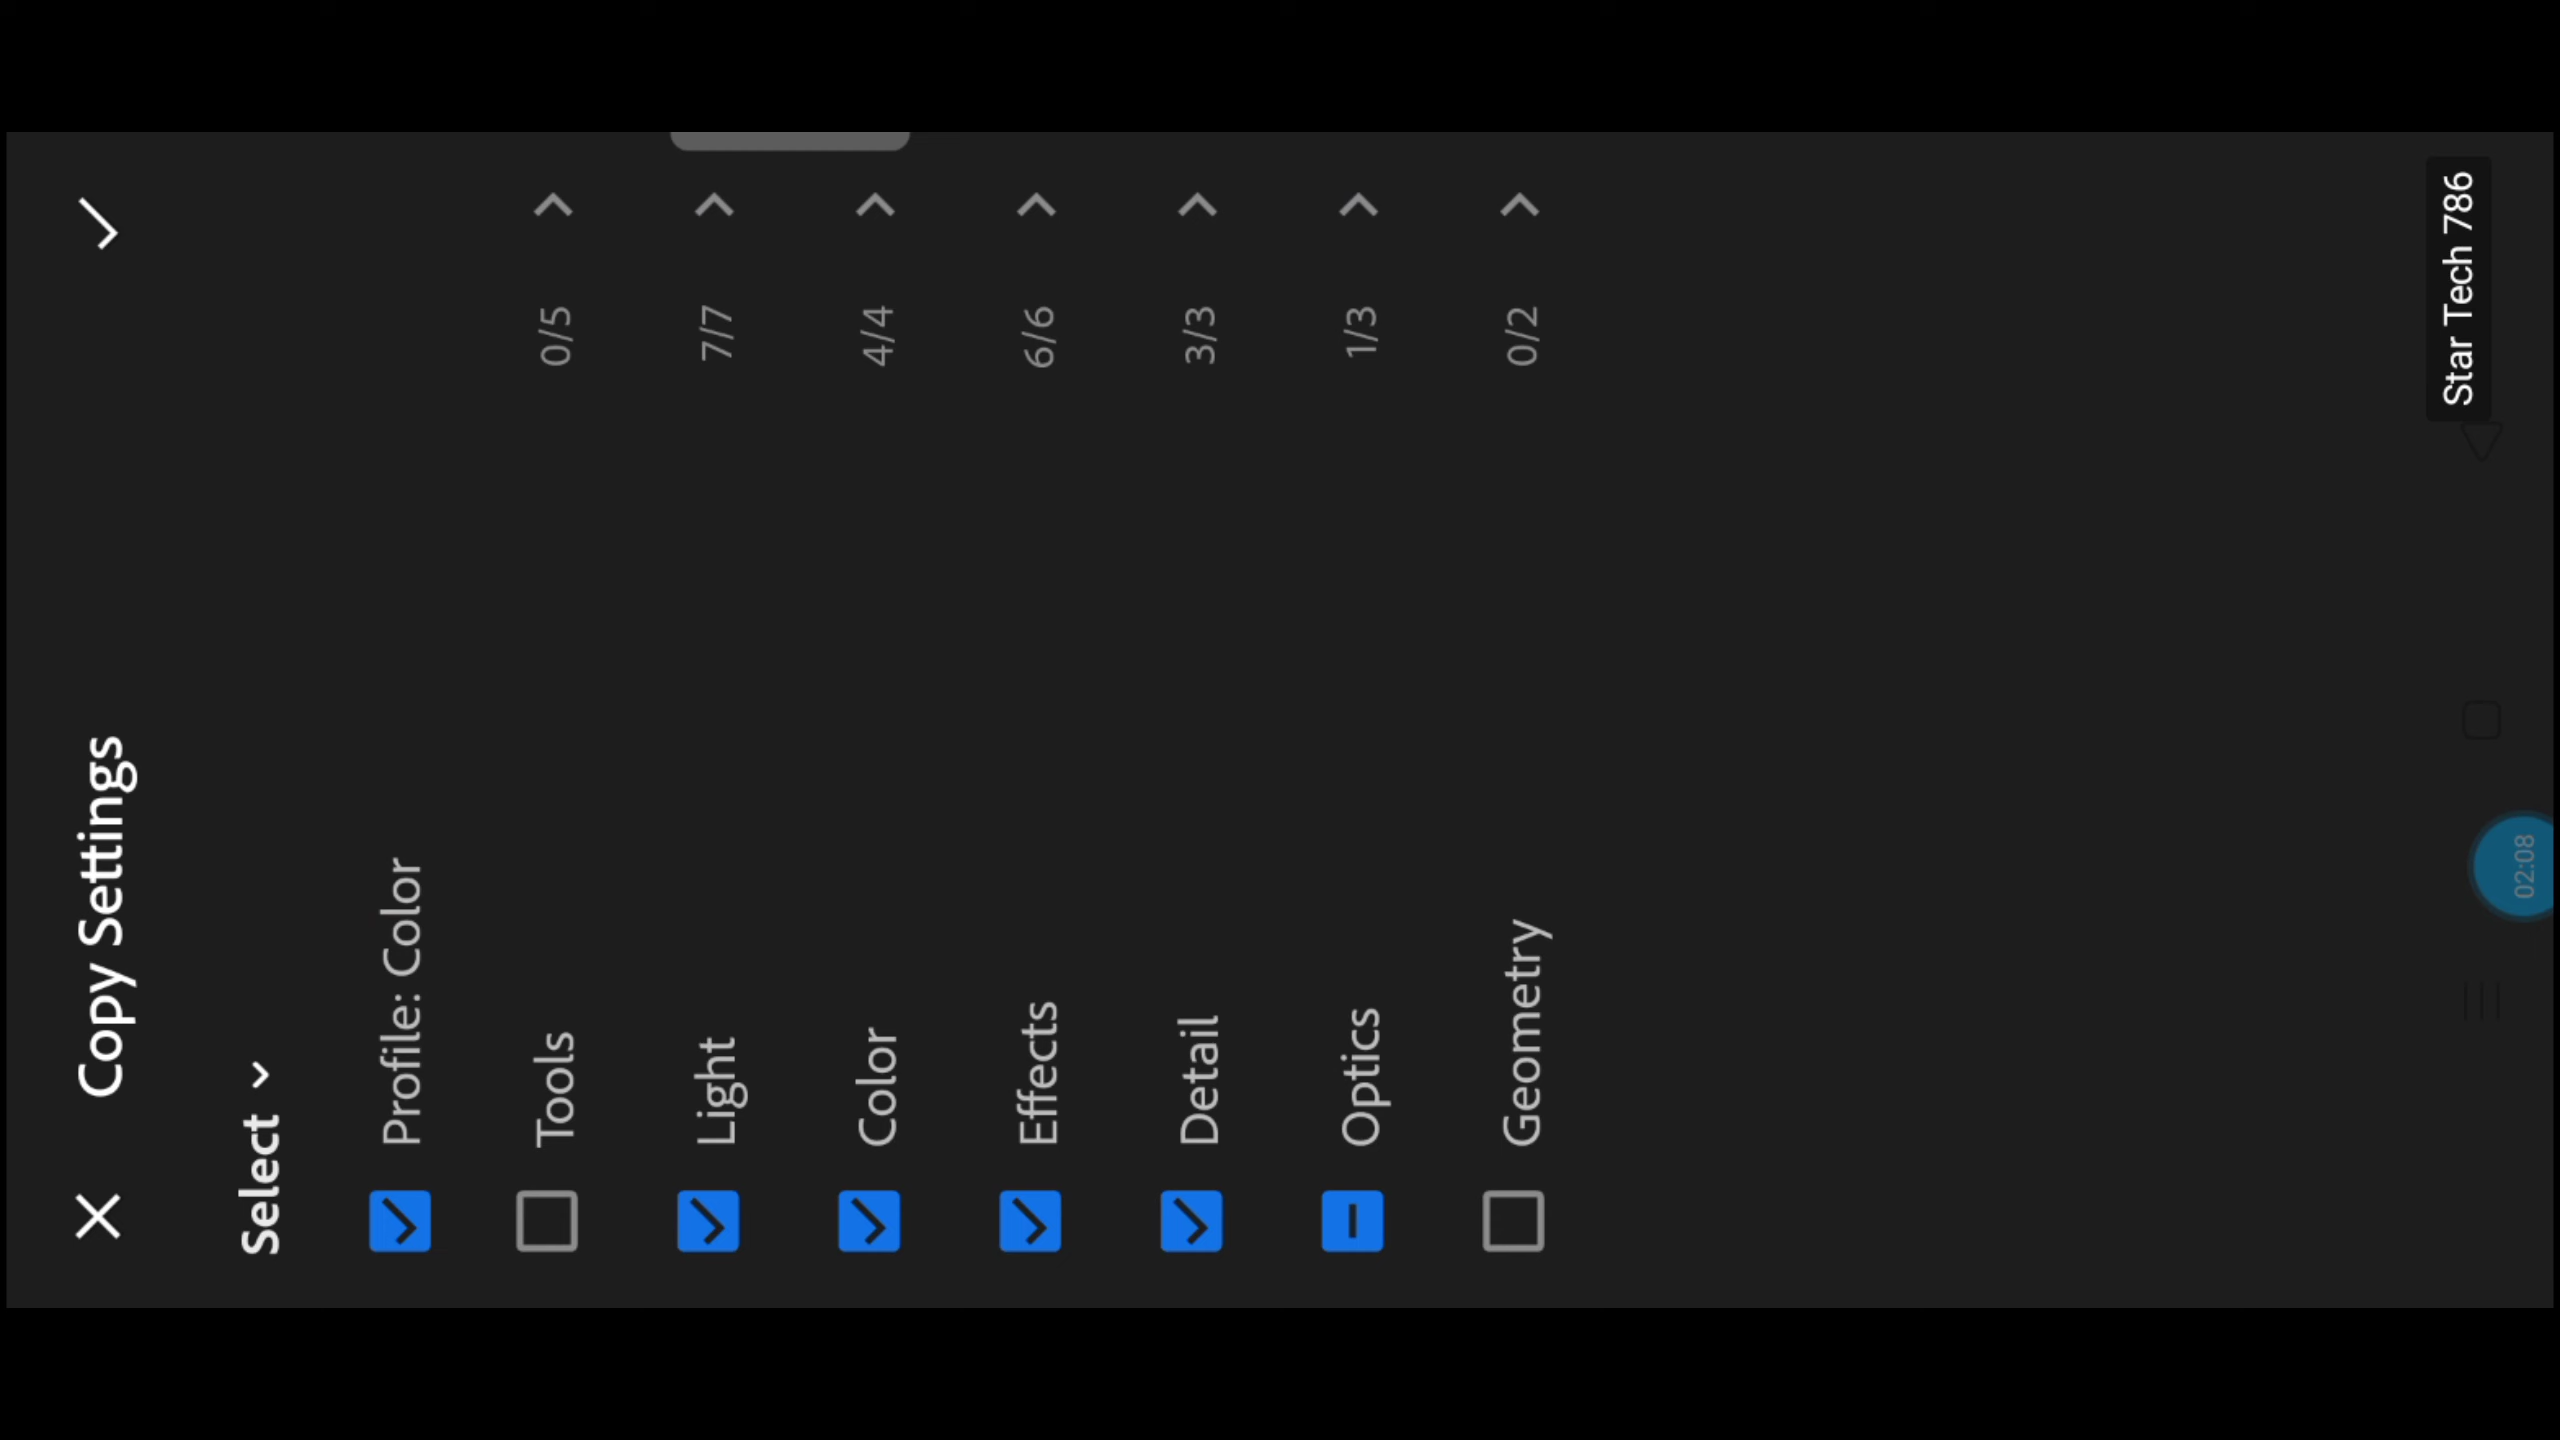 Copy Settings
Select
Profile: Color
Tools 0/5
Light 7/7
Color 4/4
Effects 6/6
Detail 3/3
Optics 1/3
Geometry 0/2
02:08
Star Tech 786